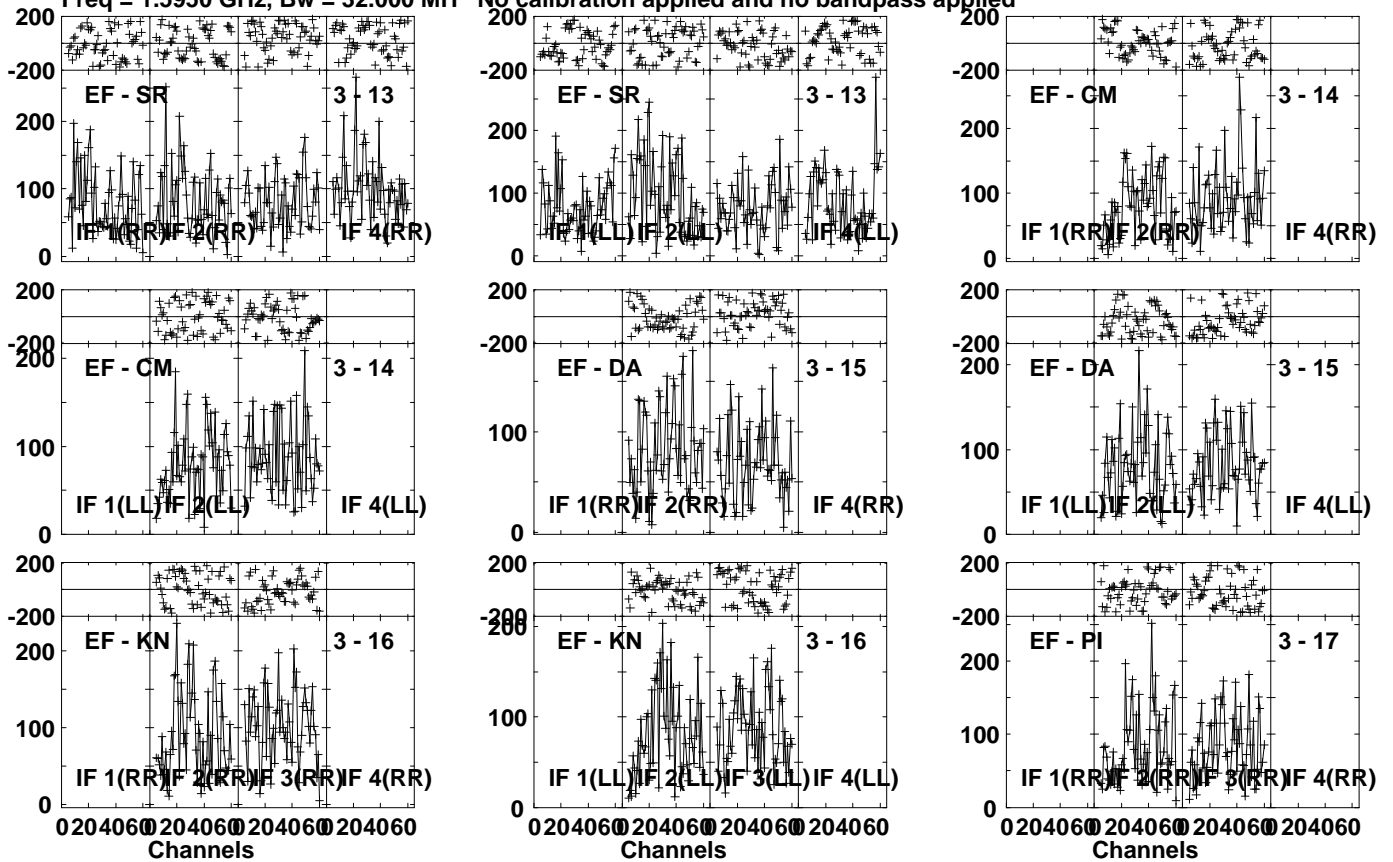 Freq = 1.5950 GHz, Bw = 32.000 MH No calibration applied and no bandpass applied
200
-200
EF - SR 3 - 13
200
100
0
IF 1(RR) IF 2(RR) IF 4(RR)
200
-200
EF - SR 3 - 13
200
100
0
IF 1(LL) IF 2(LL) IF 4(LL)
200
-200
EF - CM 3 - 14
200
100
0
IF 1(RR) IF 2(RR) IF 4(RR)
200
-200
200
EF - CM 3 - 14
100
0
IF 1(LL) IF 2(LL) IF 4(LL)
200
-200
EF - DA 3 - 15
100
0
IF 1(RR) IF 2(RR) IF 4(RR)
200
-200
EF - DA 3 - 15
200
100
0
IF 1(LL) IF 2(LL) IF 4(LL)
200
-200
EF - KN 3 - 16
200
100
0
IF 1(RR) IF 2(RR) IF 3(RR) IF 4(RR)
0 20 40 60 0 20 40 60 0 20 40 60 0 20 40 60
Channels
200
-200
200
EF - KN 3 - 16
100
0
IF 1(LL) IF 2(LL) IF 3(LL) IF 4(LL)
0 20 40 60 0 20 40 60 0 20 40 60 0 20 40 60
Channels
200
-200
EF - PI 3 - 17
200
100
0
IF 1(RR) IF 2(RR) IF 3(RR) IF 4(RR)
0 20 40 60 0 20 40 60 0 20 40 60 0 20 40 60
Channels